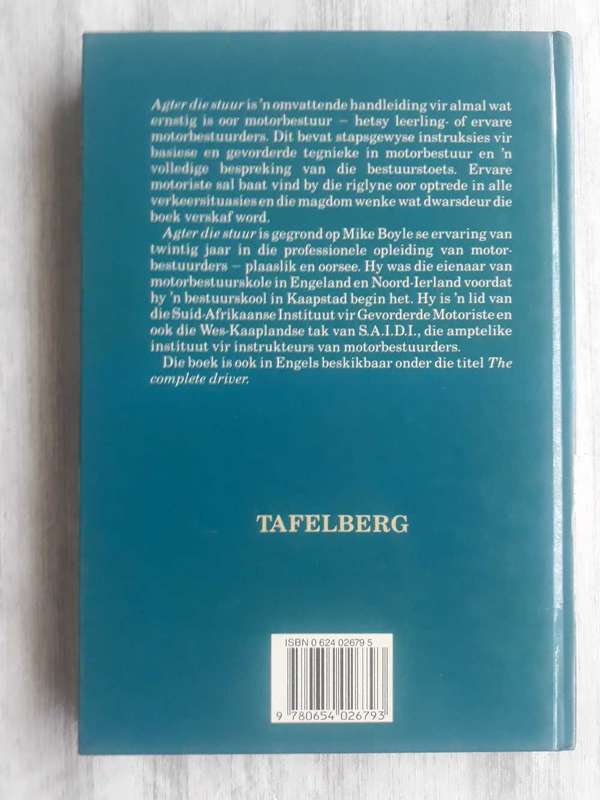 Agter die stuur is 'n omvattende handleiding vir almal wat
ernstig is oor motorbestuur – hetsy leerling- of ervare
motorbestuurders. Dit bevat stapsgewyse instruksies vir
basiese en gevorderde tegnieke in motorbestuur en 'n
volledige bespreking van die bestuurstoets. Ervare
motoriste sal baat vind by die riglyne oor optrede in alle
verkeersituasies en die magdom wenke wat dwarsdeur die
boek verskaf word.
Agter die stuur is gegrond op Mike Boyle se ervaring van
twintig jaar in die professionele opleiding van motor-
bestuurders – plaaslik en oorsee. Hy was die eienaar van
motorbestuurskole in Engeland en Noord-Ierland voordat
hy 'n bestuurskool in Kaapstad begin het. Hy is 'n lid van
die Suid-Afrikaanse Instituut vir Gevorderde Motoriste en
ook die Wes-Kaaplandse tak van S.A.I.D.I., die amptelike
instituut vir instrukteurs van motorbestuurders.
Die boek is ook in Engels beskikbaar onder die titel The
complete driver.
TAFELBERG
ISBN 0 624 02679 5
9 780654 026793